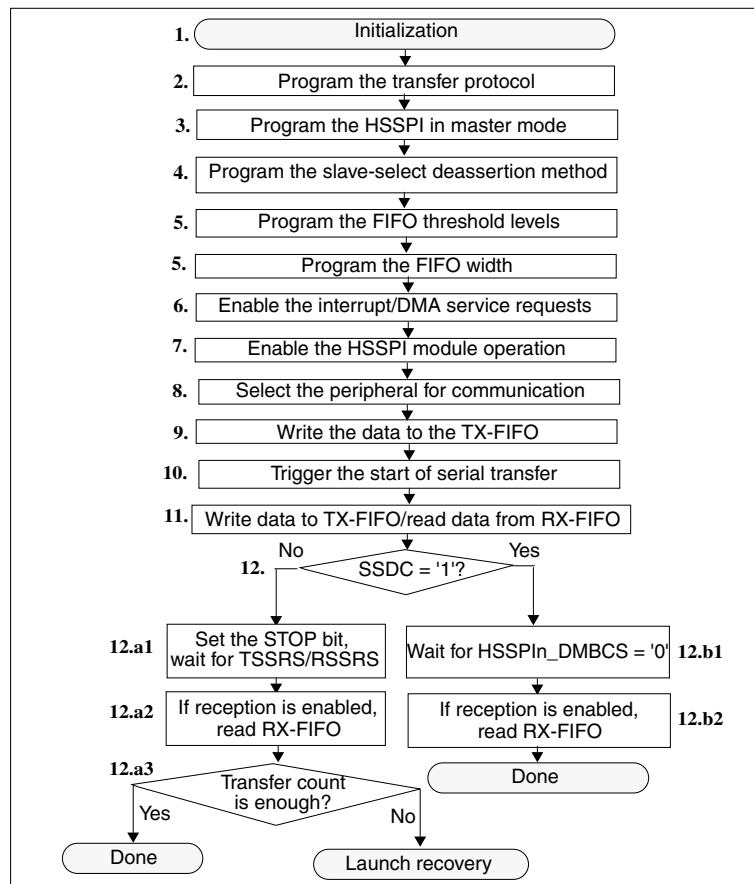 1. Initialization
2. Program the transfer protocol
3. Program the HSSPI in master mode
4. Program the slave-select deassertion method
5. Program the FIFO threshold levels
5. Program the FIFO width
6. Enable the interrupt/DMA service requests
7. Enable the HSSPI module operation
8. Select the peripheral for communication
9. Write the data to the TX-FIFO
10. Trigger the start of serial transfer
11. Write data to TX-FIFO/read data from RX-FIFO
No
Yes
12. SSDC = '1'?
12.a1
Set the STOP bit,
wait for TSSRS/RSSRS
Wait for HSSPIn_DMBCS = '0'
12.b1
12.a2
If reception is enabled,
read RX-FIFO
If reception is enabled,
read RX-FIFO
12.b2
12.a3
Transfer count
is enough?
Done
Yes
No
Done
Launch recovery